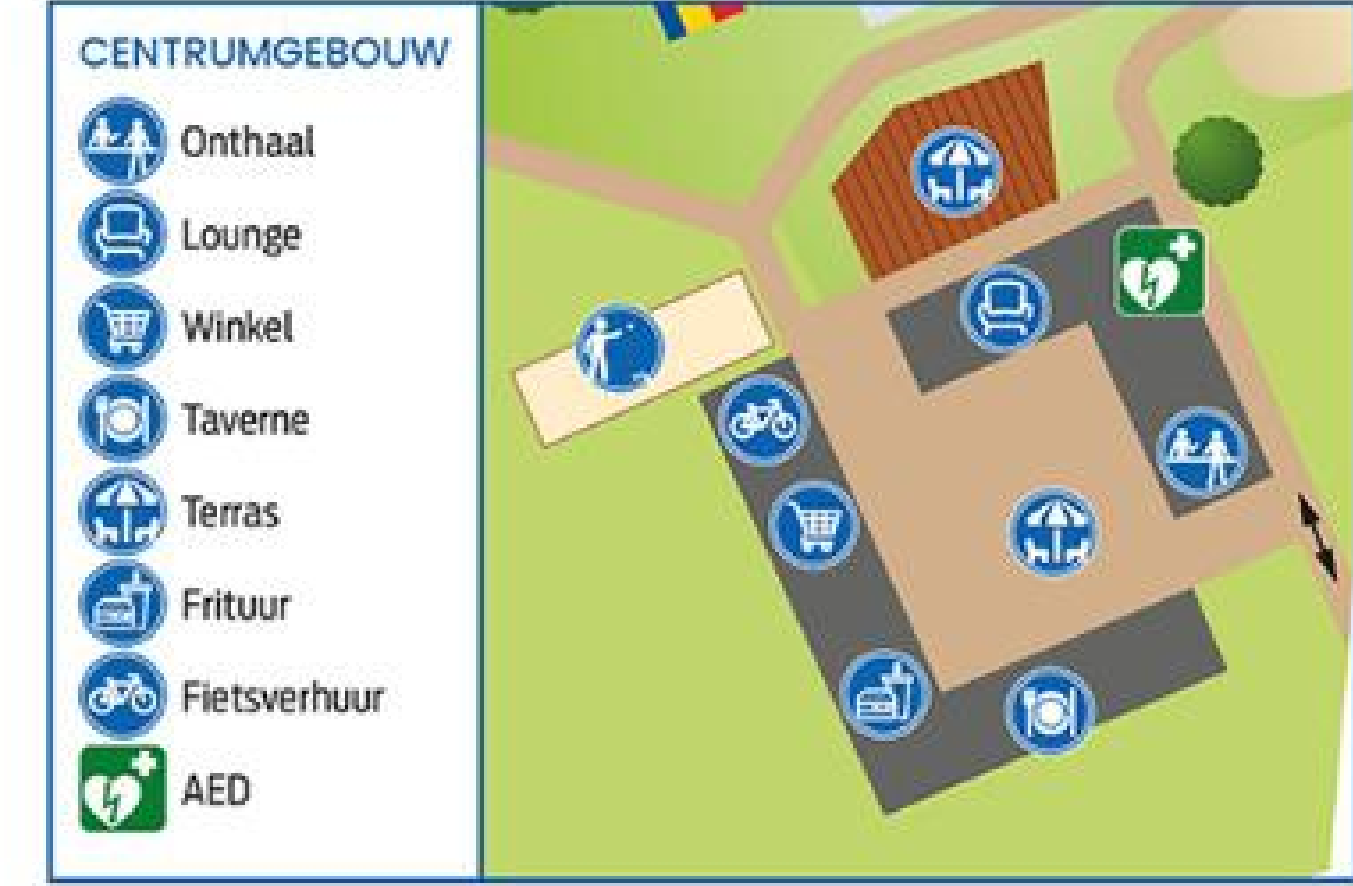 CENTRUMGEBOUW
Onthaal
Lounge
Winkel
Taverne
Terras
Frituur
Fietsverhuur
AED